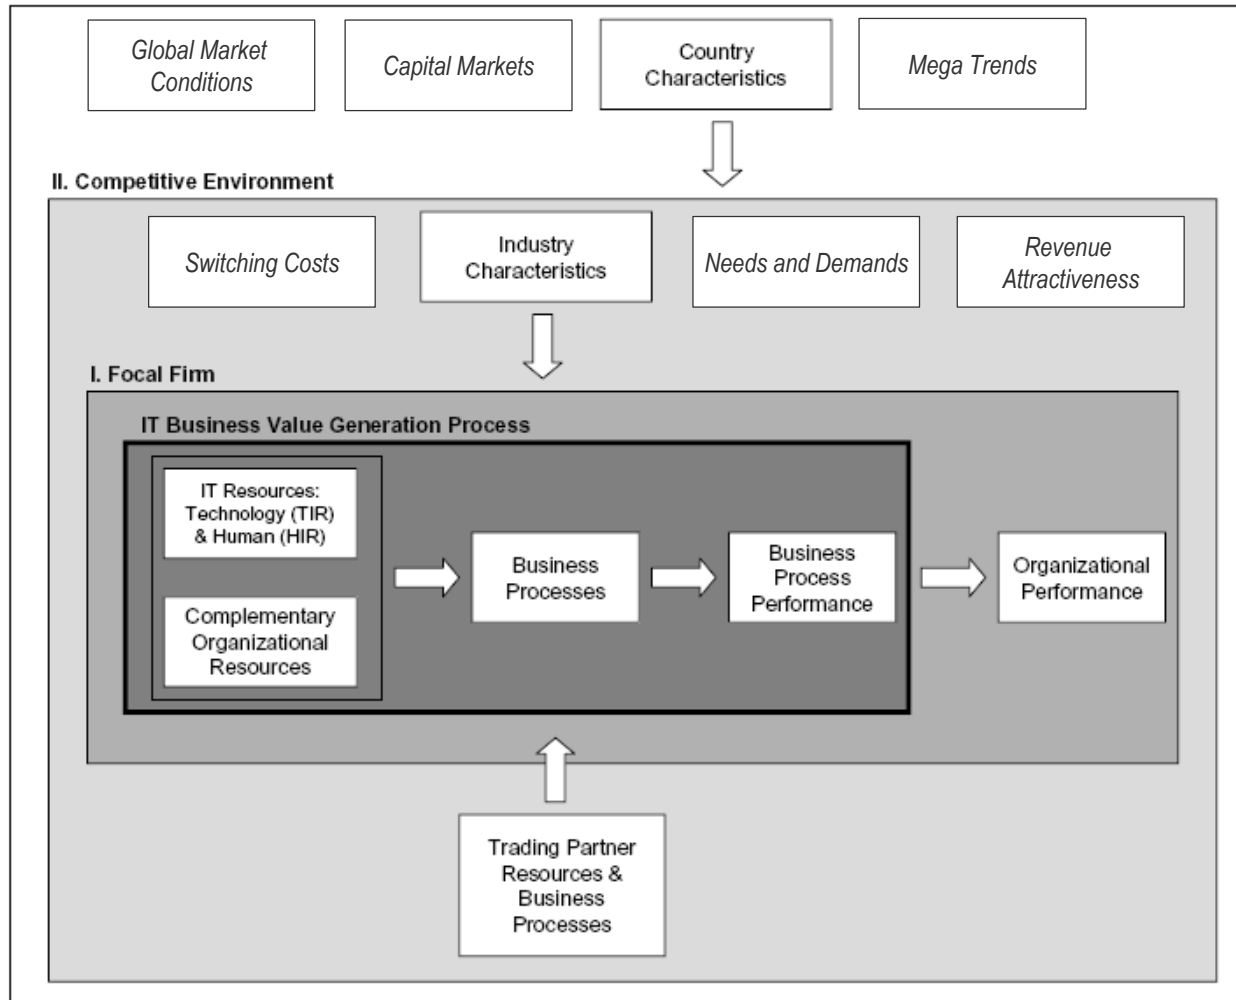 Global Market
Conditions
Capital Markets
Country
Characteristics
Mega Trends
II. Competitive Environment
Switching Costs
Industry
Characteristics
Needs and Demands
Revenue
Attractiveness
I. Focal Firm
IT Business Value Generation Process
IT Resources:
Technology (TIR)
& Human (HIR)
Complementary
Organizational
Resources
Business
Processes
Business
Process
Performance
Organizational
Performance
Trading Partner
Resources &
Business
Processes